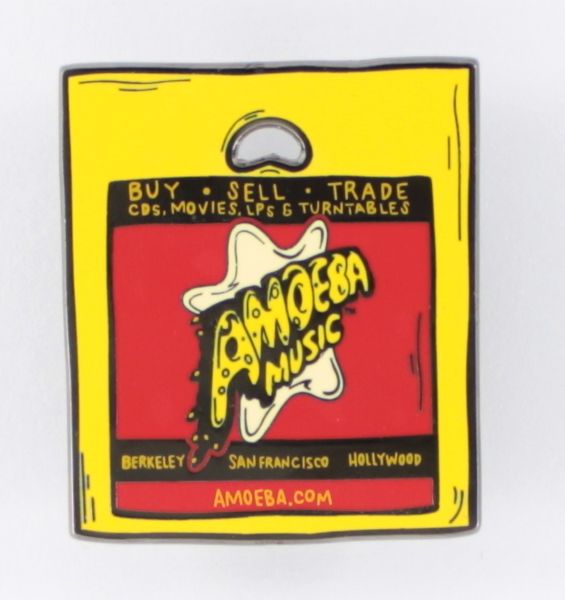 BUY • SELL • TRADE
CDS, MOVIES, LPS & TURNTABLES
AMOEBA
MUSIC
BERKELEY SAN FRANCISCO HOLLYWOOD
AMOEBA.COM